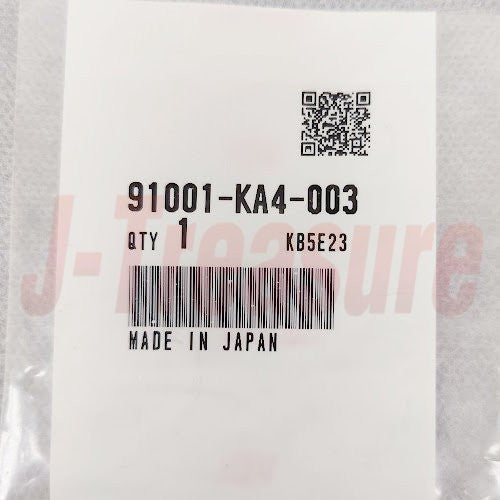 91001-KA4-003
QTY 1 KB5E23
J-Treasure
MADE IN JAPAN